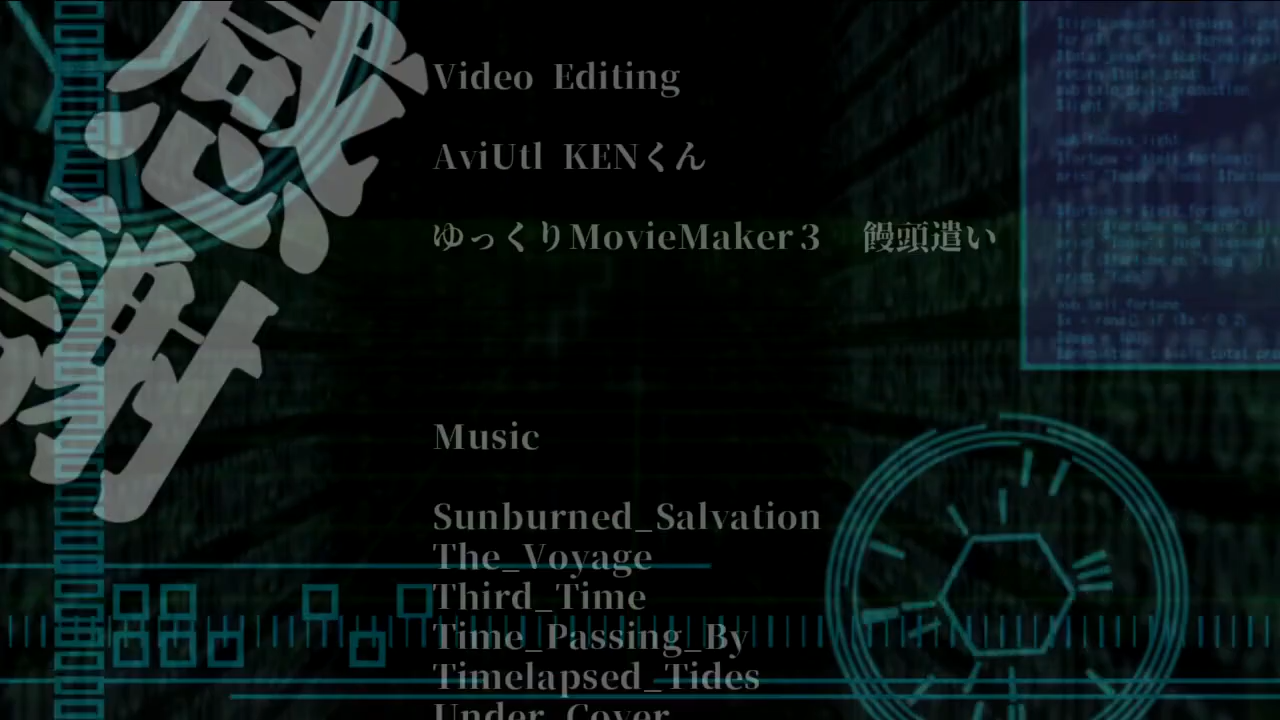 感謝
Video Editing
AviUtl KENくん
ゆっくりMovieMaker３　饅頭遣い
Music
Sunburned_Salvation
The_Voyage
Third_Time
Time_Passing_By
Timelapsed_Tides
Under_Cover